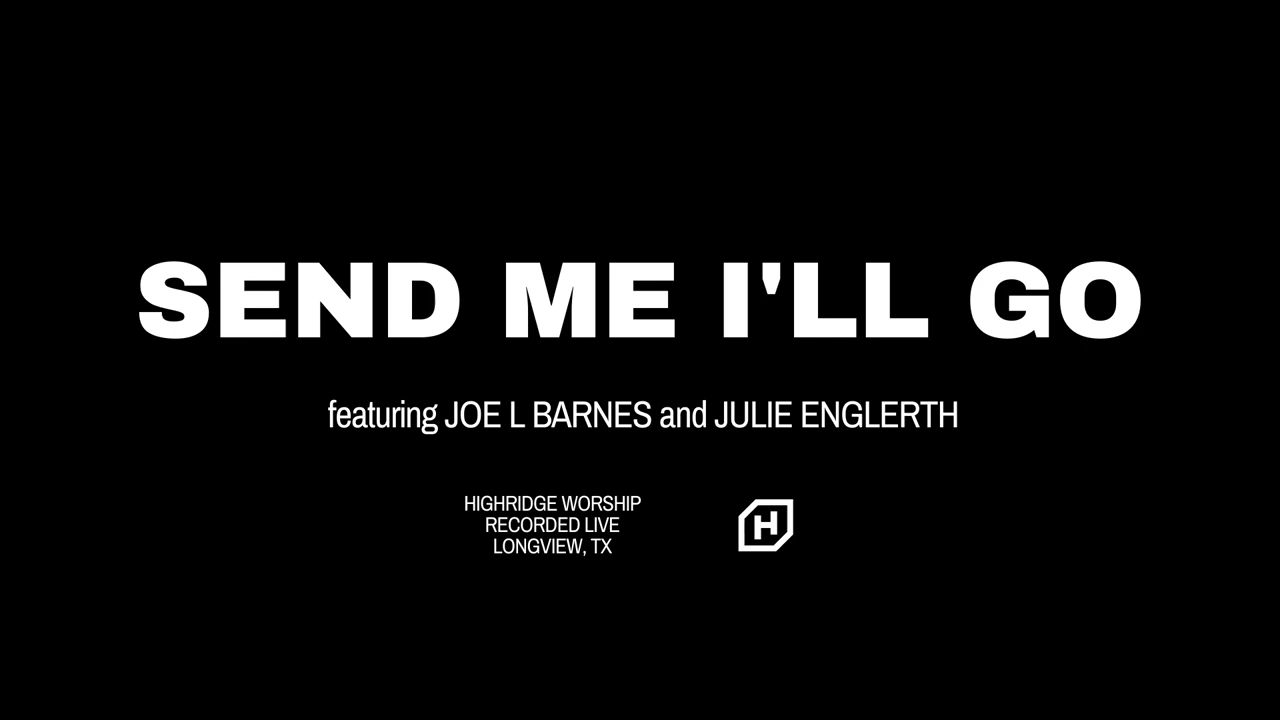 SEND ME I'LL GO
featuring JOE L BARNES and JULIE ENGLERTH
HIGHRIDGE WORSHIP
RECORDED LIVE
LONGVIEW, TX
H